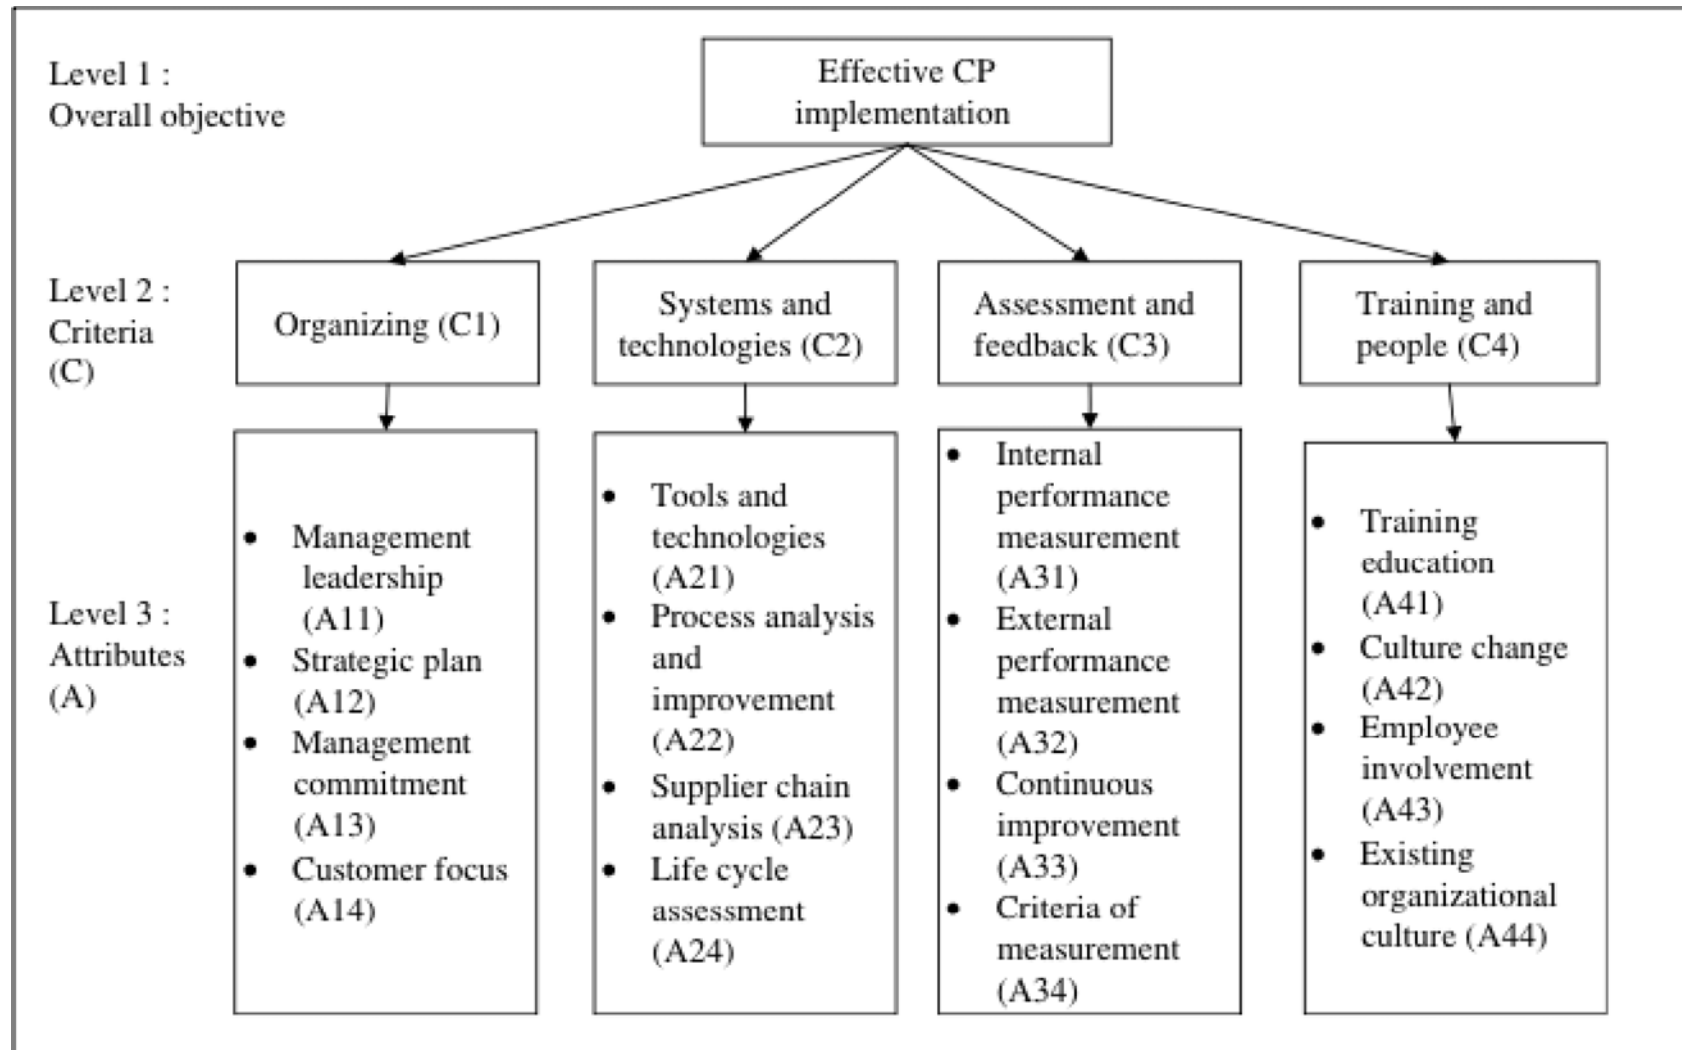 Level 1 :
Overall objective
Effective CP
implementation
Level 2 :
Criteria
(C)
Organizing (C1)
Systems and
technologies (C2)
Assessment and
feedback (C3)
Training and
people (C4)
Level 3 :
Attributes
(A)
• Management
leadership
(A11)
• Strategic plan
(A12)
• Management
commitment
(A13)
• Customer focus
(A14)
• Tools and
technologies
(A21)
• Process analysis
and
improvement
(A22)
• Supplier chain
analysis (A23)
• Life cycle
assessment
(A24)
• Internal
performance
measurement
(A31)
• External
performance
measurement
(A32)
• Continuous
improvement
(A33)
• Criteria of
measurement
(A34)
• Training
education
(A41)
• Culture change
(A42)
• Employee
involvement
(A43)
• Existing
organizational
culture (A44)